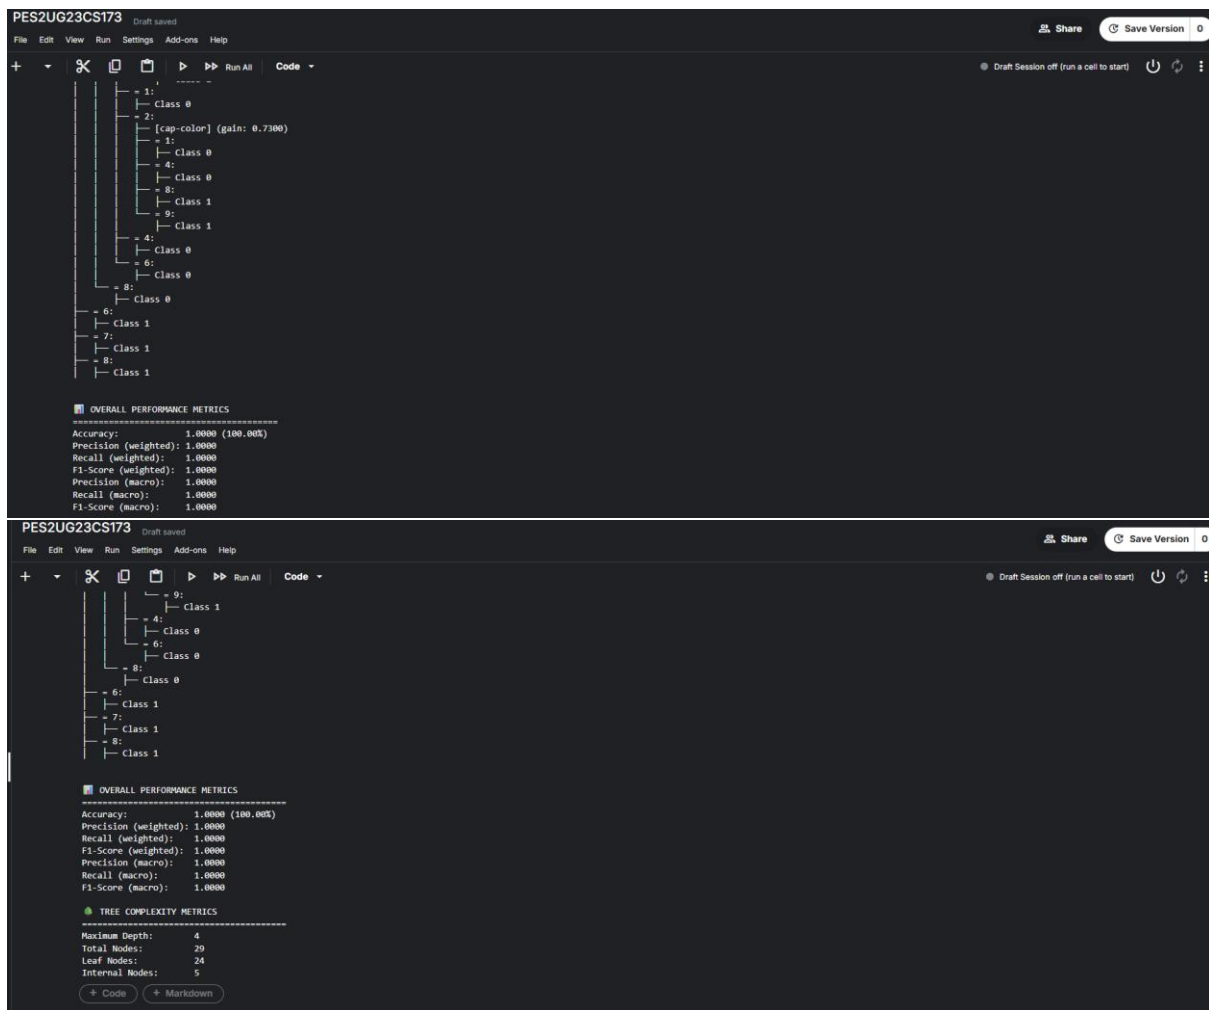 PES2UG23CS173 Draft saved
File Edit View Run Settings Add-ons Help
Share Save Version 0
+ Run All Code Draft Session off (run a cell to start)
├─ = 1:
│ ├─ Class 0
├─ = 2:
│ ├─ [cap-color] (gain: 0.7300)
│ ├─ = 1:
│ │ ├─ Class 0
│ ├─ = 4:
│ │ ├─ Class 0
│ ├─ = 8:
│ │ ├─ Class 1
│ └─ = 9:
│ ├─ Class 1
├─ = 4:
│ ├─ Class 0
└─ = 6:
├─ Class 0
└─ = 8:
├─ Class 0
├─ = 6:
│ ├─ Class 1
├─ = 7:
│ ├─ Class 1
├─ = 8:
│ ├─ Class 1
📊 OVERALL PERFORMANCE METRICS
========================================
Accuracy: 1.0000 (100.00%)
Precision (weighted): 1.0000
Recall (weighted): 1.0000
F1-Score (weighted): 1.0000
Precision (macro): 1.0000
Recall (macro): 1.0000
F1-Score (macro): 1.0000
PES2UG23CS173 Draft saved
File Edit View Run Settings Add-ons Help
Share Save Version 0
+ Run All Code Draft Session off (run a cell to start)
└─ = 9:
├─ Class 1
├─ = 4:
│ ├─ Class 0
└─ = 6:
├─ Class 0
└─ = 8:
├─ Class 0
├─ = 6:
│ ├─ Class 1
├─ = 7:
│ ├─ Class 1
├─ = 8:
│ ├─ Class 1
📊 OVERALL PERFORMANCE METRICS
========================================
Accuracy: 1.0000 (100.00%)
Precision (weighted): 1.0000
Recall (weighted): 1.0000
F1-Score (weighted): 1.0000
Precision (macro): 1.0000
Recall (macro): 1.0000
F1-Score (macro): 1.0000
🌳 TREE COMPLEXITY METRICS
========================================
Maximum Depth: 4
Total Nodes: 29
Leaf Nodes: 24
Internal Nodes: 5
+ Code + Markdown